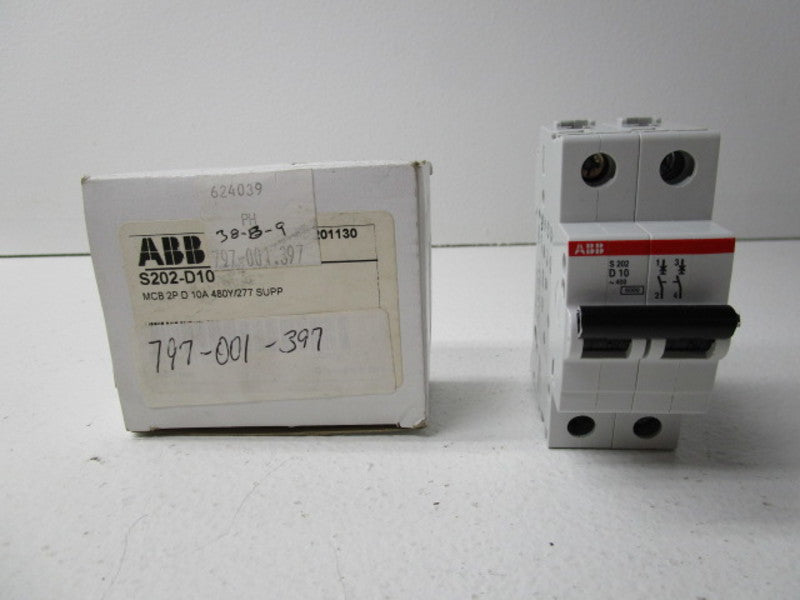 624039
PH
38-B-9
ABB
797-001.397
201130
S202-D10
MCB 2P D 10A 480Y/277 SUPP
797-001-397
ABB
S 202
D 10
~ 400
6000
1 3
2 4